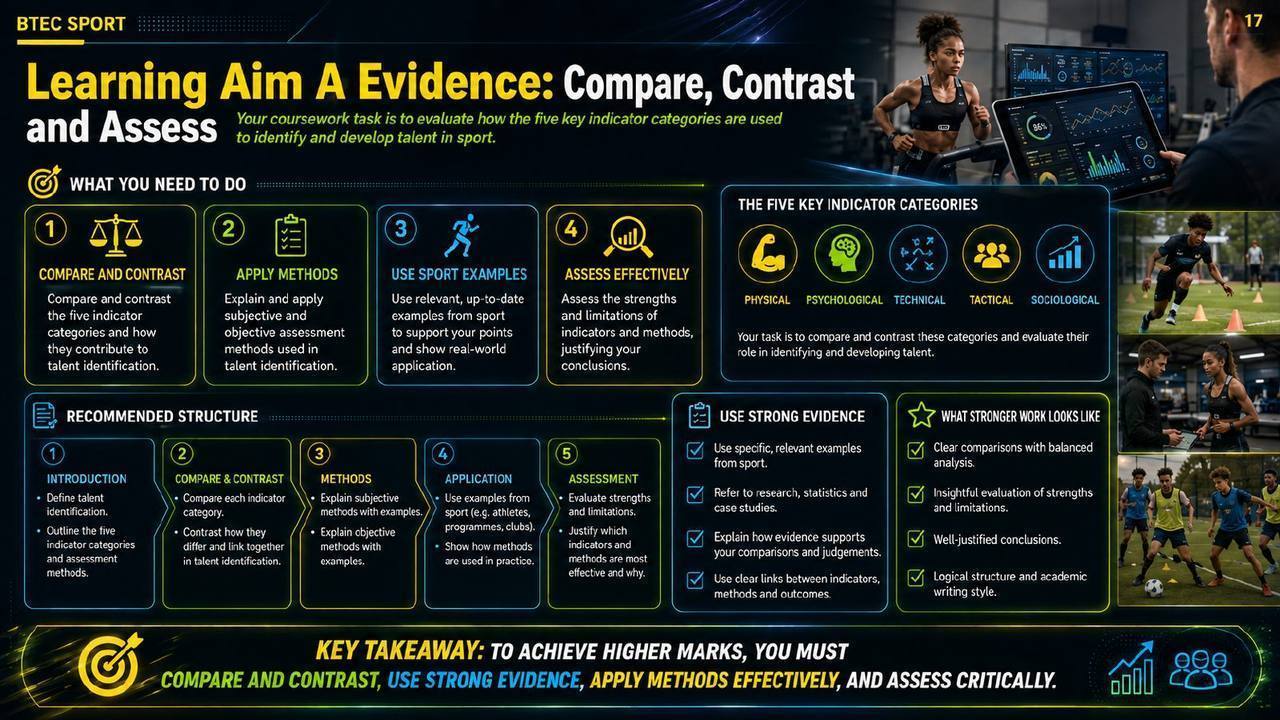 BTEC SPORT
17
Learning Aim A Evidence: Compare, Contrast
and Assess
Your coursework task is to evaluate how the five key indicator categories are used
to identify and develop talent in sport.
86%
WHAT YOU NEED TO DO
1
COMPARE AND CONTRAST
Compare and contrast
the five indicator
categories and how
they contribute to
talent identification.
2
APPLY METHODS
Explain and apply
subjective and
objective assessment
methods used in
talent identification.
3
USE SPORT EXAMPLES
Use relevant, up-to-date
examples from sport
to support your points
and show real-world
application.
4
ASSESS EFFECTIVELY
Assess the strengths
and limitations of
indicators and methods,
justifying your
conclusions.
THE FIVE KEY INDICATOR CATEGORIES
PHYSICAL
PSYCHOLOGICAL
TECHNICAL
TACTICAL
SOCIOLOGICAL
Your task is to compare and contrast these categories and evaluate their
role in identifying and developing talent.
RECOMMENDED STRUCTURE
1
INTRODUCTION
• Define talent
identification.
• Outline the five
indicator categories
and assessment
methods.
2
COMPARE & CONTRAST
• Compare each indicator
category.
• Contrast how they
differ and link together
in talent identification.
3
METHODS
• Explain subjective
methods with examples.
• Explain objective
methods with
examples.
4
APPLICATION
• Use examples from
sport (e.g. athletes,
programmes, clubs).
• Show how methods
are used in practice.
5
ASSESSMENT
• Evaluate strengths
and limitations.
• Justify which
indicators and
methods are most
effective and why.
USE STRONG EVIDENCE
Use specific, relevant examples
from sport.
Refer to research, statistics and
case studies.
Explain how evidence supports
your comparisons and judgements.
Use clear links between indicators,
methods and outcomes.
WHAT STRONGER WORK LOOKS LIKE
Clear comparisons with balanced
analysis.
Insightful evaluation of strengths
and limitations.
Well-justified conclusions.
Logical structure and academic
writing style.
KEY TAKEAWAY: TO ACHIEVE HIGHER MARKS, YOU MUST
COMPARE AND CONTRAST, USE STRONG EVIDENCE, APPLY METHODS EFFECTIVELY, AND ASSESS CRITICALLY.